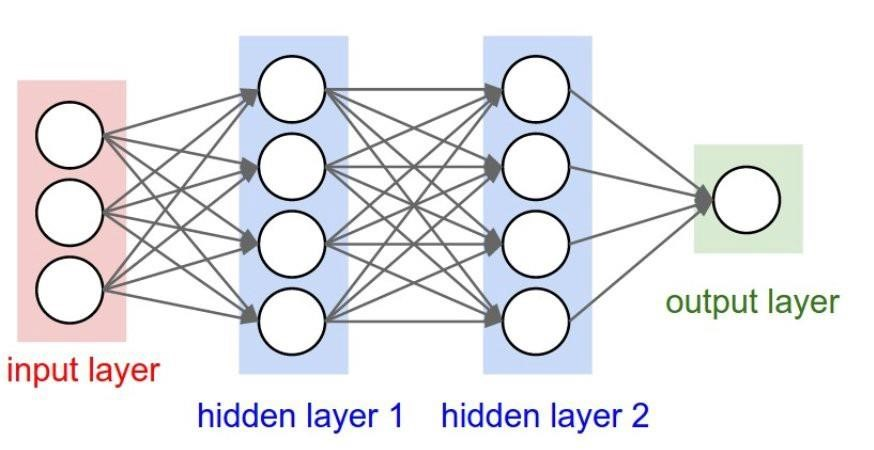 input layer
hidden layer 1
hidden layer 2
output layer